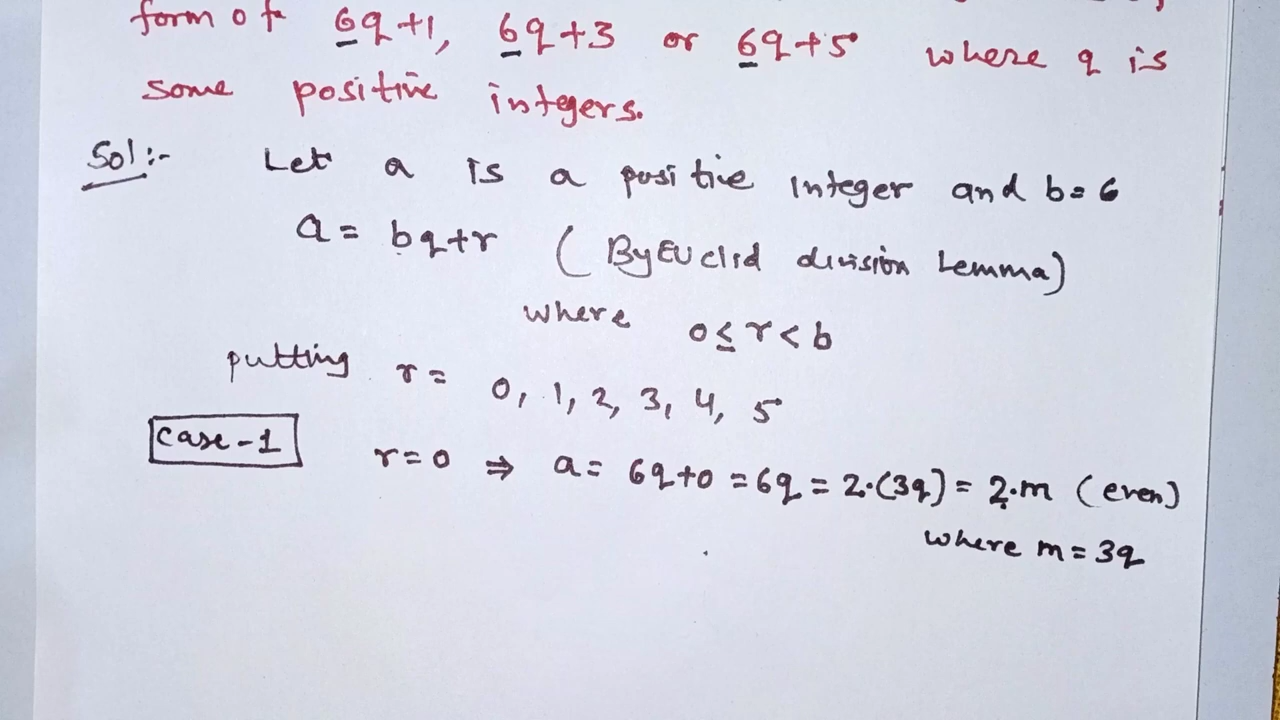 form of 6q+1, 6q+3 or 6q+5 where q is
some positive integers.
Sol:- Let a is a positive integer and b=6
a= bq+r (By Euclid division Lemma)
where 0≤r<b
putting r= 0, 1, 2, 3, 4, 5
case-1 r=0 ⇒ a= 6q+0 =6q = 2.(3q) = 2.m (even)
where m=3q